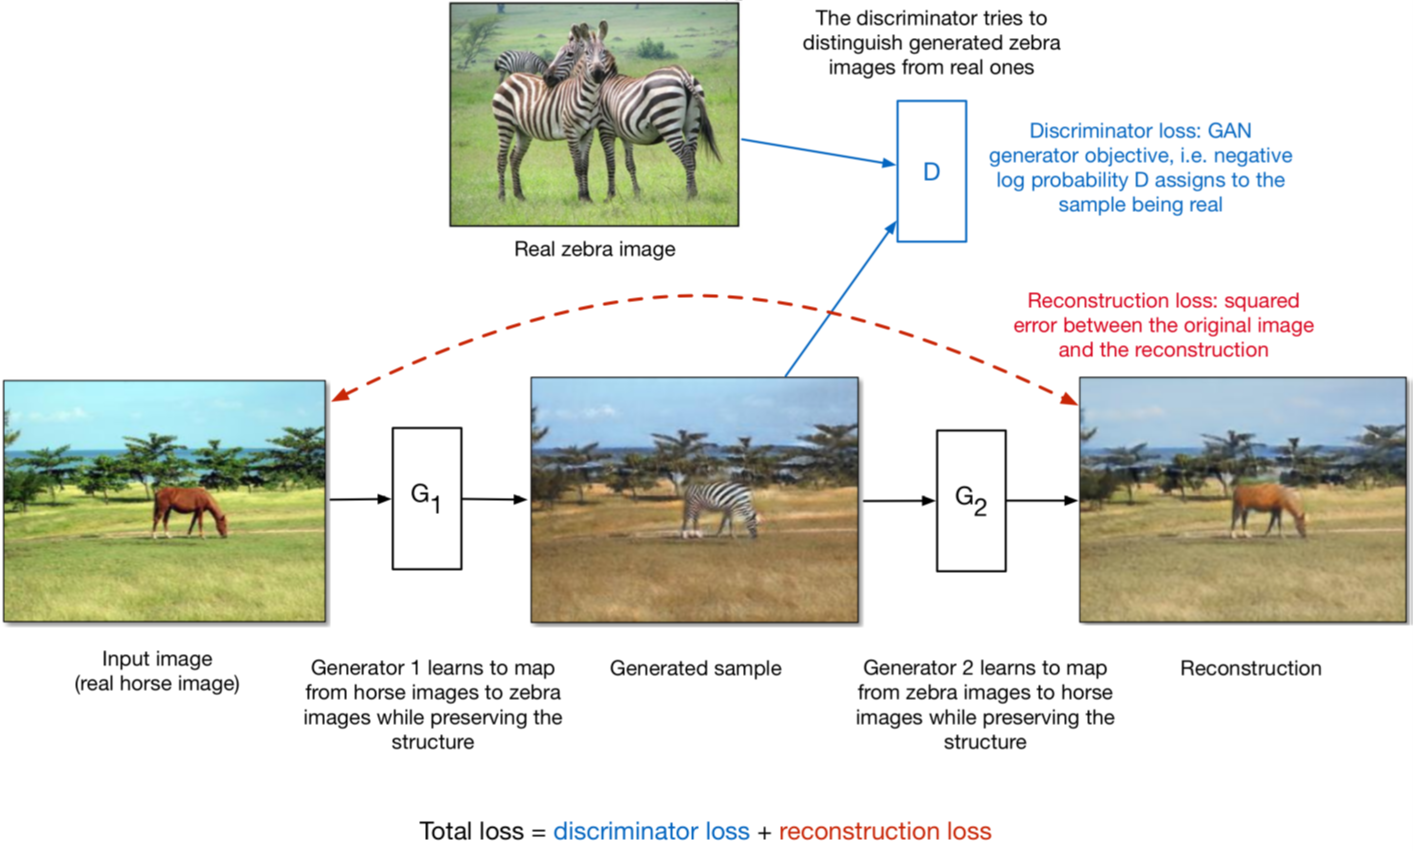 The discriminator tries to
distinguish generated zebra
images from real ones
D
Discriminator loss: GAN
generator objective, i.e. negative
log probability D assigns to the
sample being real
Real zebra image
Reconstruction loss: squared
error between the original image
and the reconstruction
G1
G2
Input image
(real horse image)
Generator 1 learns to map
from horse images to zebra
images while preserving the
structure
Generated sample
Generator 2 learns to map
from zebra images to horse
images while preserving the
structure
Reconstruction
Total loss = discriminator loss + reconstruction loss